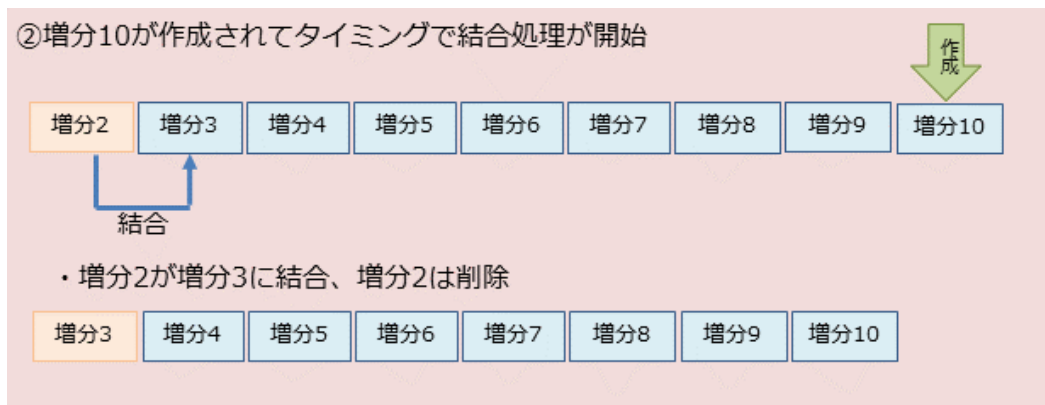 ②増分10が作成されてタイミングで結合処理が開始
作成
増分2 増分3 増分4 増分5 増分6 増分7 増分8 増分9 増分10
結合
・増分2が増分3に結合、増分2は削除
増分3 増分4 増分5 増分6 増分7 増分8 増分9 増分10